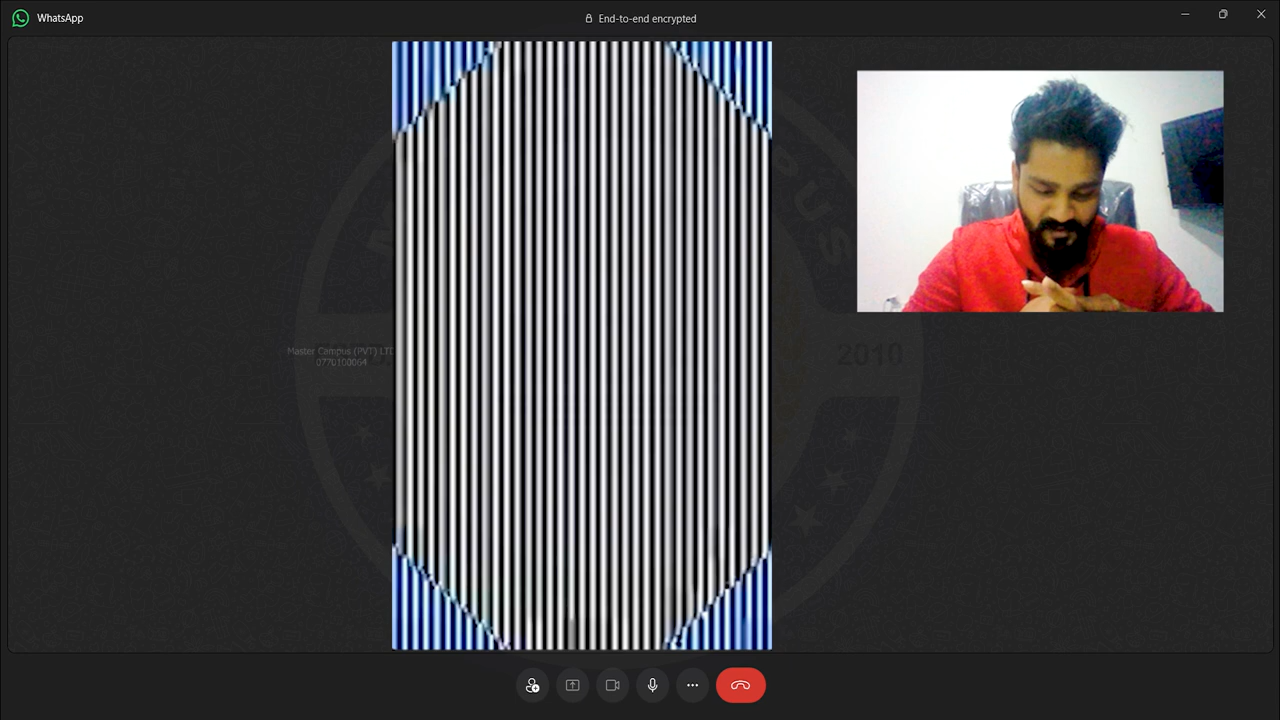 WhatsApp
End-to-end encrypted
Master Campus (PVT) LTD
0770100064
2010